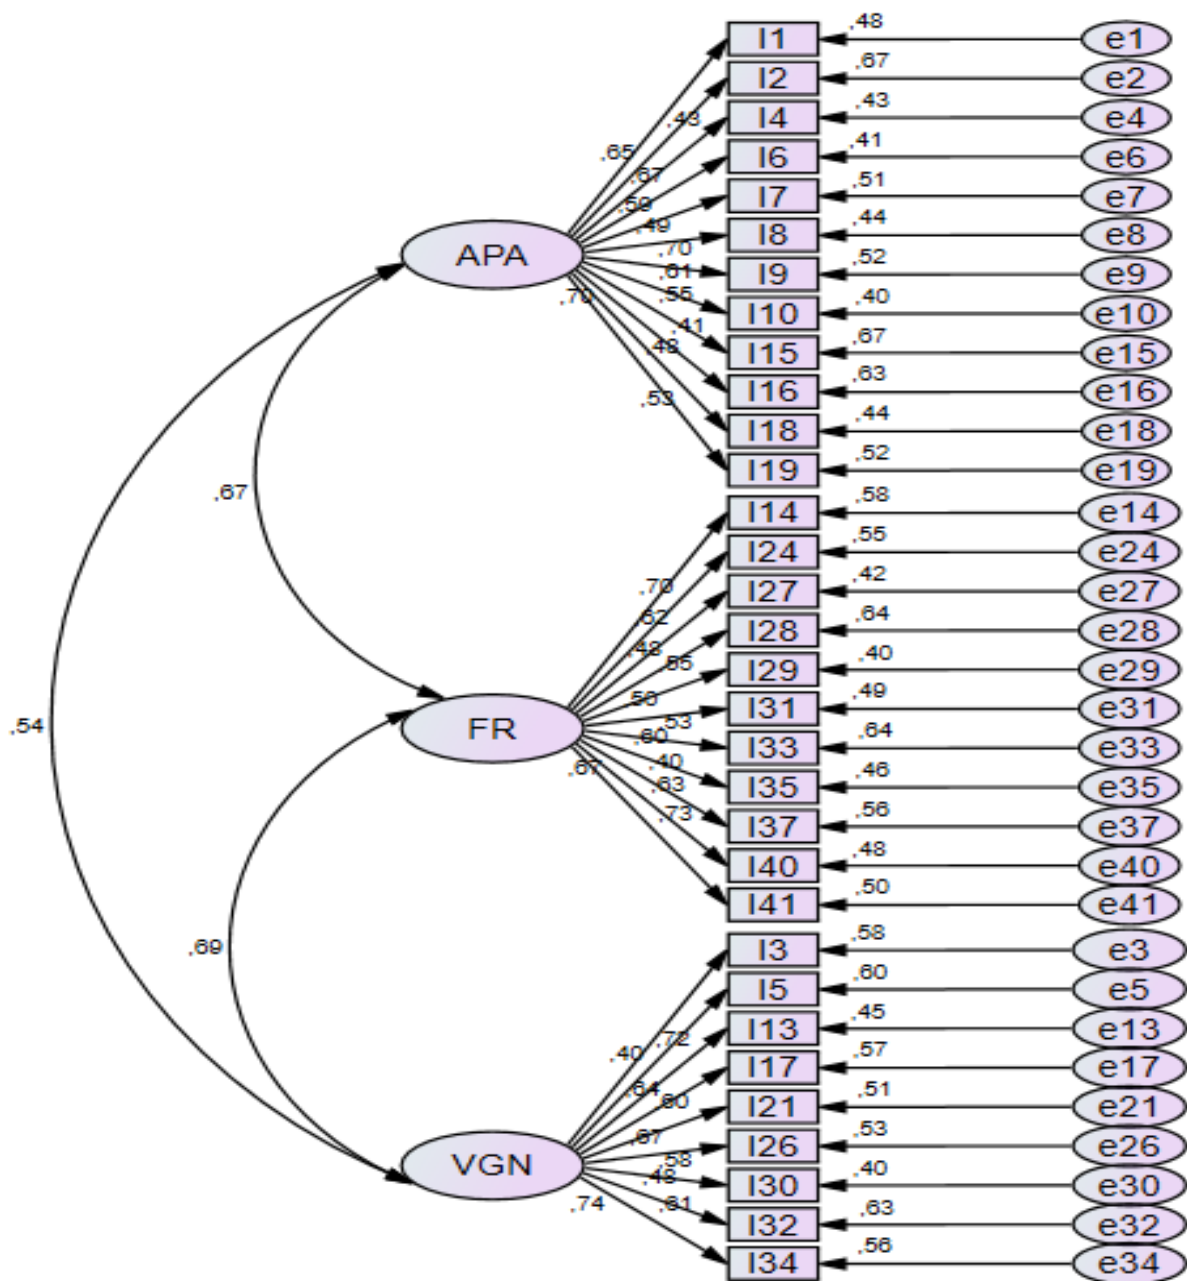 ,48
I1
e1
,67
I2
e2
,43
,43
I4
e4
,65
,41
I6
e6
,67
,51
I7
e7
,59
,49
,44
I8
e8
APA
,70
,52
I9
e9
,61
,70
,55
,40
I10
e10
,41
,67
I15
e15
,48
,63
I16
e16
,53
,44
I18
e18
,52
I19
e19
,67
,58
I14
e14
,55
I24
e24
,70
,42
I27
e27
,62
,64
I28
e28
,48
,55
,40
I29
e29
,50
,49
I31
e31
,54
FR
,53
,60
,64
I33
e33
,67
,40
,46
I35
e35
,63
,73
,56
I37
e37
,48
I40
e40
,50
I41
e41
,69
,58
I3
e3
,60
I5
e5
,72
,40
,45
I13
e13
,64
,60
,57
I17
e17
,67
,51
I21
e21
VGN
,58
,53
I26
e26
,48
,40
I30
e30
,74
,61
,63
I32
e32
,56
I34
e34